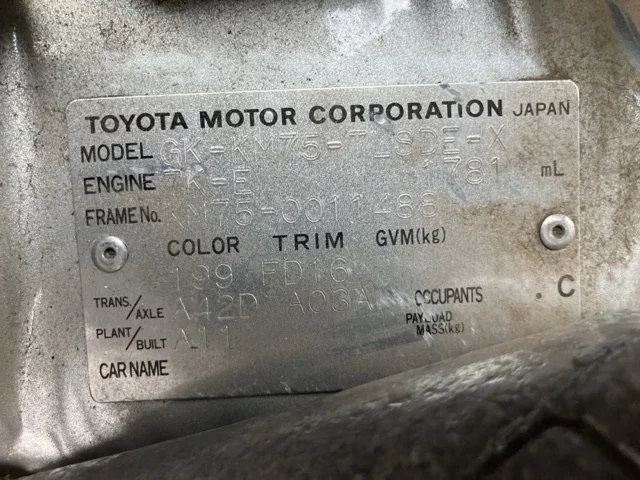 TOYOTA MOTOR CORPORATION JAPAN
MODEL GK-KM75-TLSDE-X
ENGINE 7K-E 1781 mL
FRAME No. KM75-0011488
COLOR TRIM GVM(kg)
199 FD16
TRANS./AXLE A42D A03A OCCUPANTS . C
PLANT/BUILT A11 PAYLOAD MASS(kg)
CAR NAME